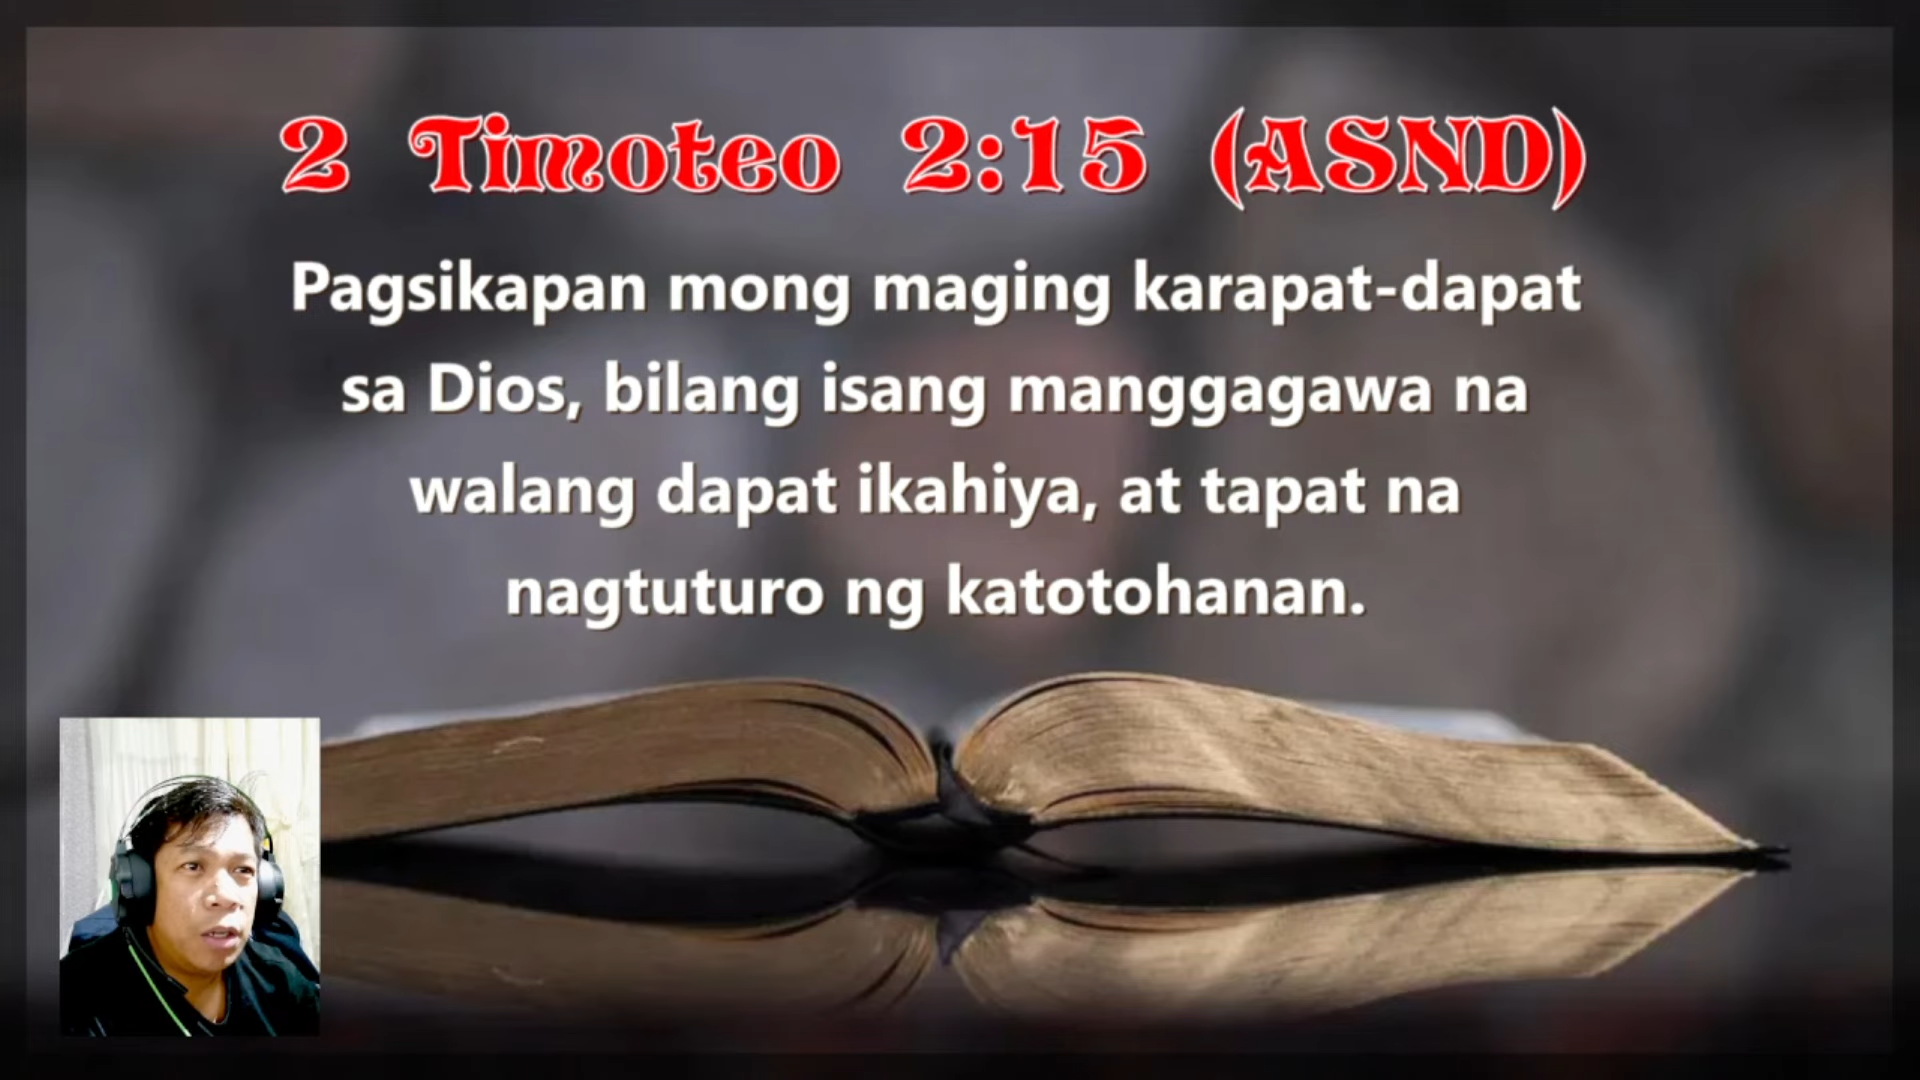 2 Timoteo 2:15 (ASND)
Pagsikapan mong maging karapat-dapat
sa Dios, bilang isang manggagawa na
walang dapat ikahiya, at tapat na
nagtuturo ng katotohanan.